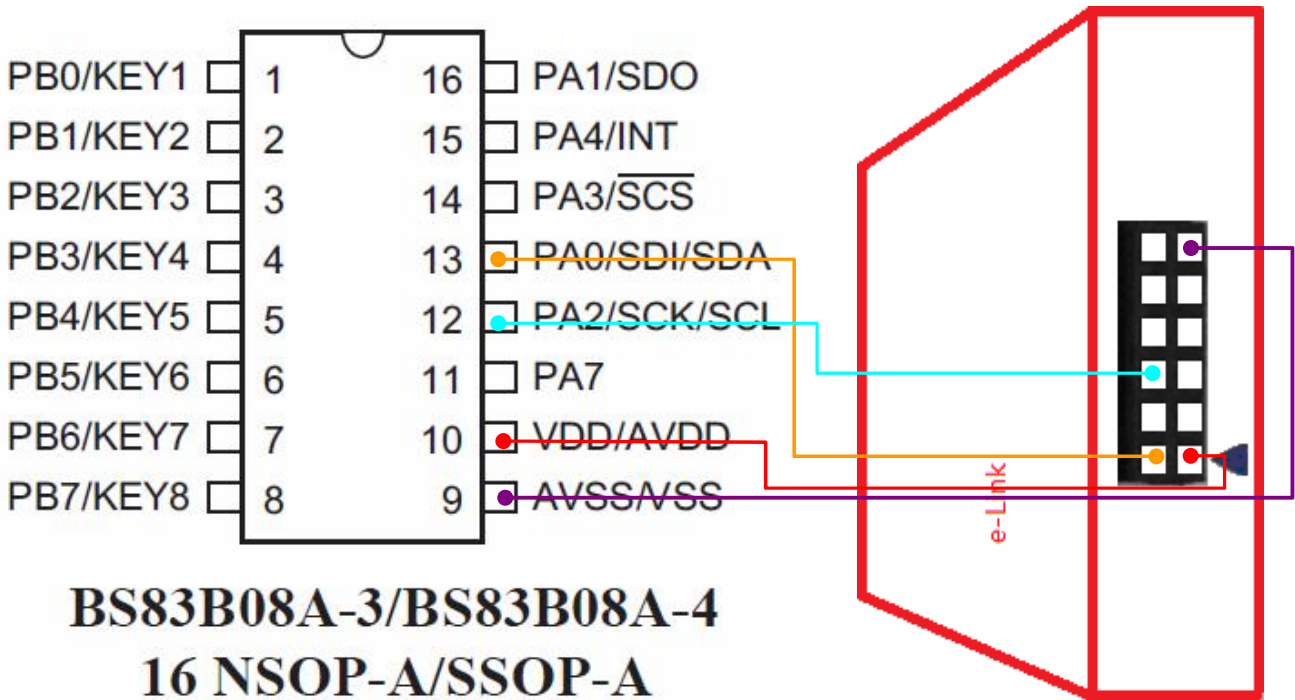 PB0/KEY1 1 16 PA1/SDO
PB1/KEY2 2 15 PA4/INT
PB2/KEY3 3 14 PA3/SCS
PB3/KEY4 4 13 PA0/SDI/SDA
PB4/KEY5 5 12 PA2/SCK/SCL
PB5/KEY6 6 11 PA7
PB6/KEY7 7 10 VDD/AVDD
PB7/KEY8 8 9 AVSS/VSS
e-Link
BS83B08A-3/BS83B08A-4
16 NSOP-A/SSOP-A